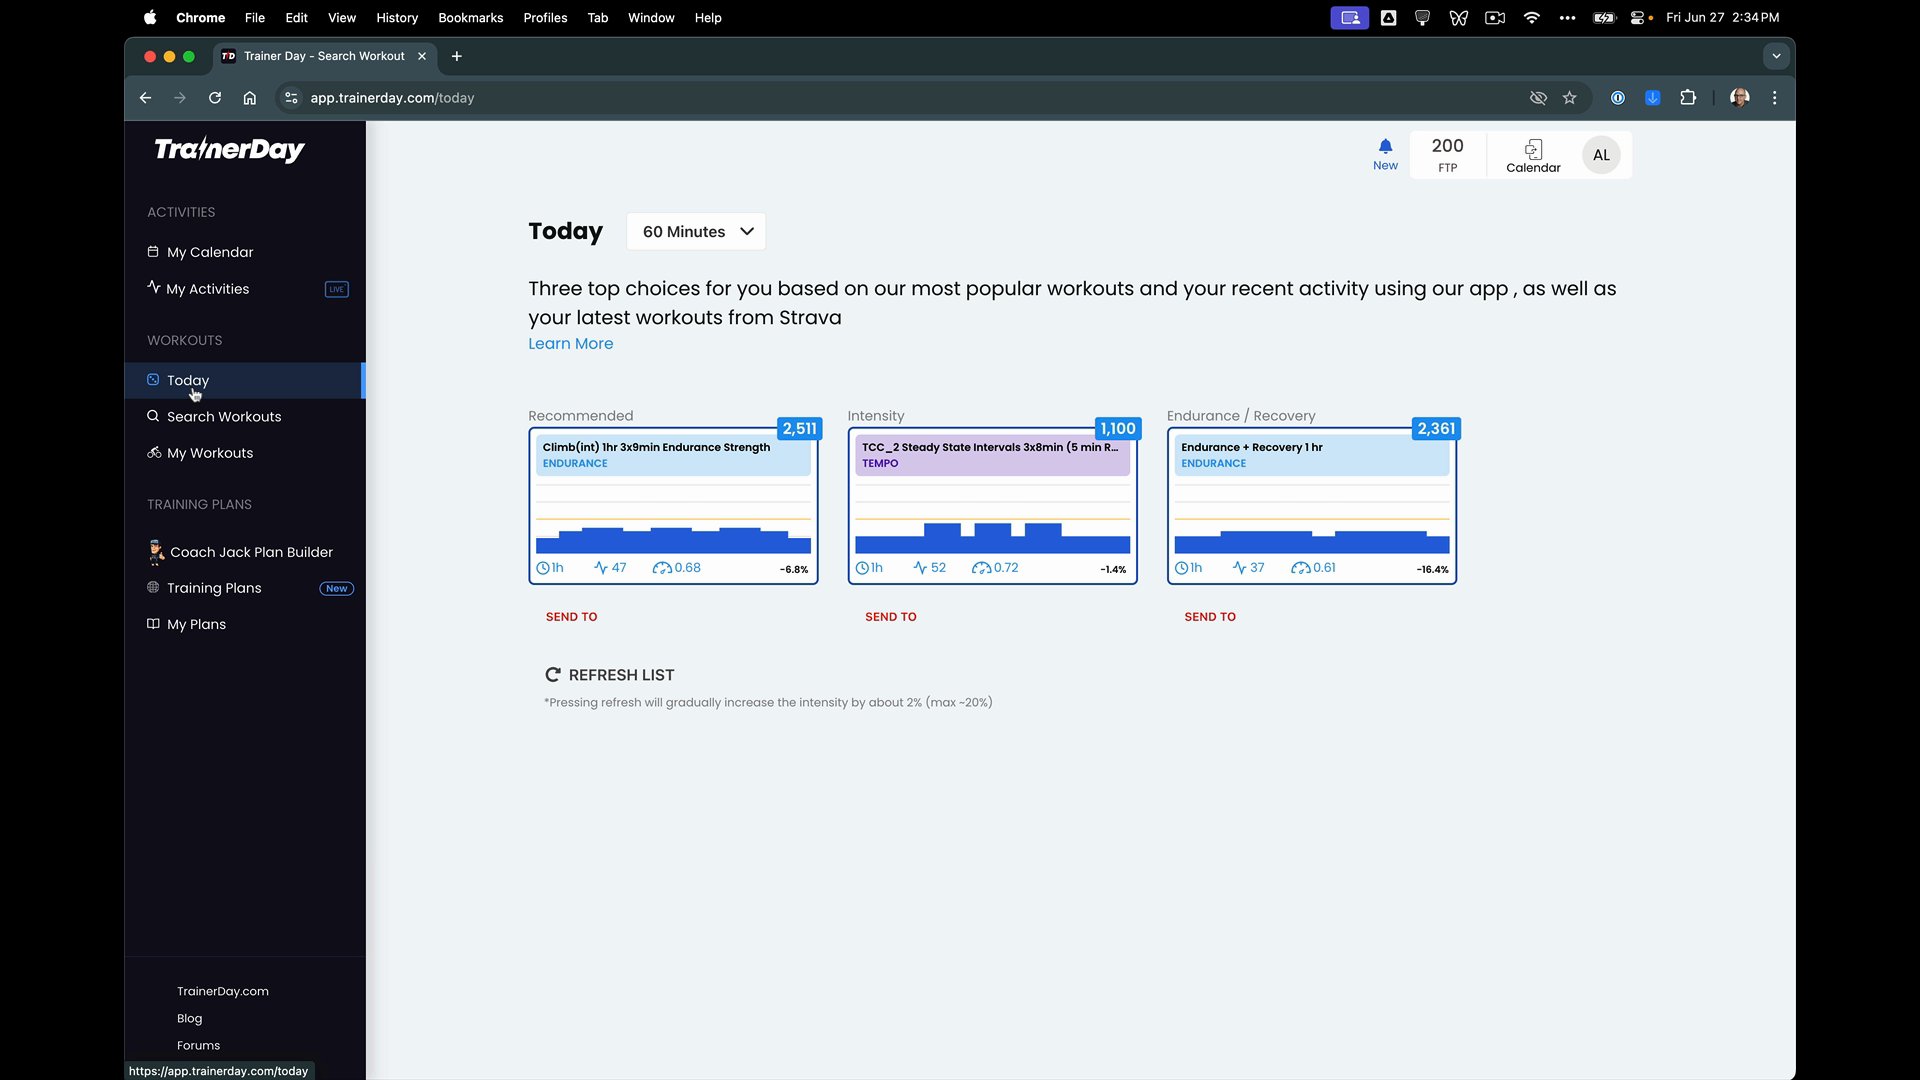 Chrome File Edit View History Bookmarks Profiles Tab Window Help Fri Jun 27 2:34 PM
Trainer Day - Search Workout
app.trainerday.com/today
TrainerDay
New
200
FTP
Calendar
AL
ACTIVITIES
My Calendar
My Activities LIVE
WORKOUTS
Today
Search Workouts
My Workouts
TRAINING PLANS
Coach Jack Plan Builder
Training Plans New
My Plans
TrainerDay.com
Blog
Forums
https://app.trainerday.com/today
Today 60 Minutes
Three top choices for you based on our most popular workouts and your recent activity using our app , as well as
your latest workouts from Strava
Learn More
Recommended
2,511
Climb(int) 1hr 3x9min Endurance Strength
ENDURANCE
1h 47 0.68 -6.8%
SEND TO
Intensity
1,100
TCC_2 Steady State Intervals 3x8min (5 min R...
TEMPO
1h 52 0.72 -1.4%
SEND TO
Endurance / Recovery
2,361
Endurance + Recovery 1 hr
ENDURANCE
1h 37 0.61 -16.4%
SEND TO
REFRESH LIST
*Pressing refresh will gradually increase the intensity by about 2% (max ~20%)